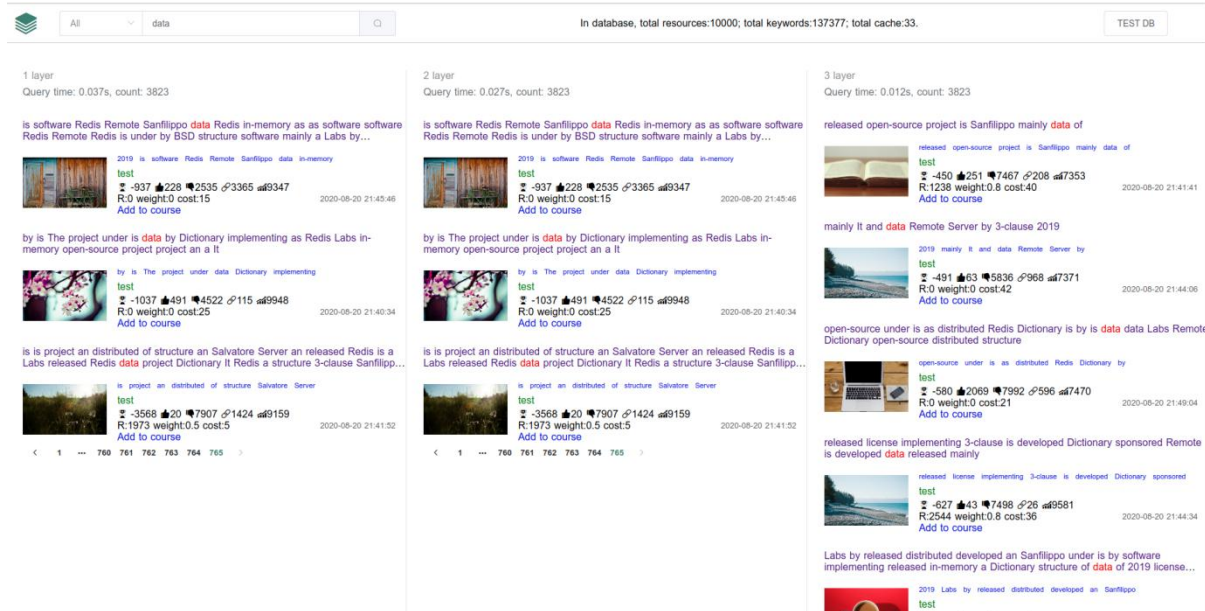 All
data
In database, total resources:10000; total keywords:137377; total cache:33.
TEST DB
1 layer
Query time: 0.037s, count: 3823
is software Redis Remote Sanfilippo data Redis in-memory as as software software
Redis Remote Redis is under by BSD structure software mainly a Labs by…
2019 is software Redis Remote Sanfilippo data in-memory
test
-937 228 2535 3365 9347
R:0 weight:0 cost:15
2020-08-20 21:45:46
Add to course
by is The project under is data by Dictionary implementing as Redis Labs in-
memory open-source project project an a It
by is The project under data Dictionary implementing
test
-1037 491 4522 115 9948
R:0 weight:0 cost:25
2020-08-20 21:40:34
Add to course
is is project an distributed of structure an Salvatore Server an released Redis is a
Labs released Redis data project Dictionary It Redis a structure 3-clause Sanfilipp...
is project an distributed of structure Salvatore Server
test
-3568 20 7907 1424 9159
R:1973 weight:0.5 cost:5
2020-08-20 21:41:52
Add to course
< 1 ... 760 761 762 763 764 765 >
2 layer
Query time: 0.027s, count: 3823
is software Redis Remote Sanfilippo data Redis in-memory as as software software
Redis Remote Redis is under by BSD structure software mainly a Labs by…
2019 is software Redis Remote Sanfilippo data in-memory
test
-937 228 2535 3365 9347
R:0 weight:0 cost:15
2020-08-20 21:45:46
Add to course
by is The project under is data by Dictionary implementing as Redis Labs in-
memory open-source project project an a It
by is The project under data Dictionary implementing
test
-1037 491 4522 115 9948
R:0 weight:0 cost:25
2020-08-20 21:40:34
Add to course
is is project an distributed of structure an Salvatore Server an released Redis is a
Labs released Redis data project Dictionary It Redis a structure 3-clause Sanfilipp...
is project an distributed of structure Salvatore Server
test
-3568 20 7907 1424 9159
R:1973 weight:0.5 cost:5
2020-08-20 21:41:52
Add to course
< 1 ... 760 761 762 763 764 765 >
3 layer
Query time: 0.012s, count: 3823
released open-source project is Sanfilippo mainly data of
released open-source project is Sanfilippo mainly data of
test
-450 251 7467 208 7353
R:1238 weight:0.8 cost:40
2020-08-20 21:41:41
Add to course
mainly It and data Remote Server by 3-clause 2019
2019 mainly It and data Remote Server by
test
-491 63 5836 968 7371
R:0 weight:0 cost:42
2020-08-20 21:44:06
Add to course
open-source under is as distributed Redis Dictionary is by is data data Labs Remote
Dictionary open-source distributed structure
open-source under is as distributed Redis Dictionary by
test
-580 2069 7992 596 7470
R:0 weight:0 cost:21
2020-08-20 21:49:04
Add to course
released license implementing 3-clause is developed Dictionary sponsored Remote
is developed data released mainly
released license implementing 3-clause is developed Dictionary sponsored
test
-627 43 7498 26 9581
R:2544 weight:0.8 cost:36
2020-08-20 21:44:34
Add to course
Labs by released distributed developed an Sanfilippo under is by software
implementing released in-memory a Dictionary structure of data of 2019 license…
2019 Labs by released distributed developed an Sanfilippo
test